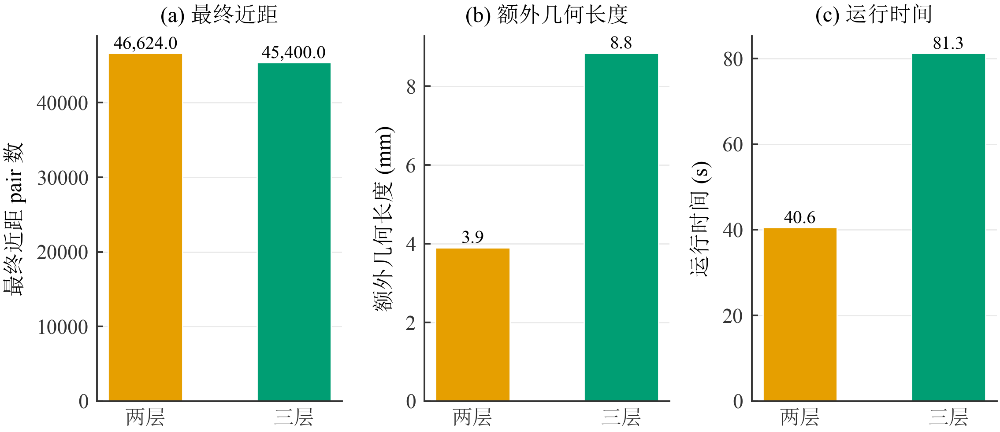 (a) 最终近距
最终近距 pair 数
40000
30000
20000
10000
0
46,624.0
45,400.0
两层
三层
(b) 额外几何长度
额外几何长度 (mm)
8
6
4
2
0
3.9
8.8
两层
三层
(c) 运行时间
运行时间 (s)
80
60
40
20
0
40.6
81.3
两层
三层